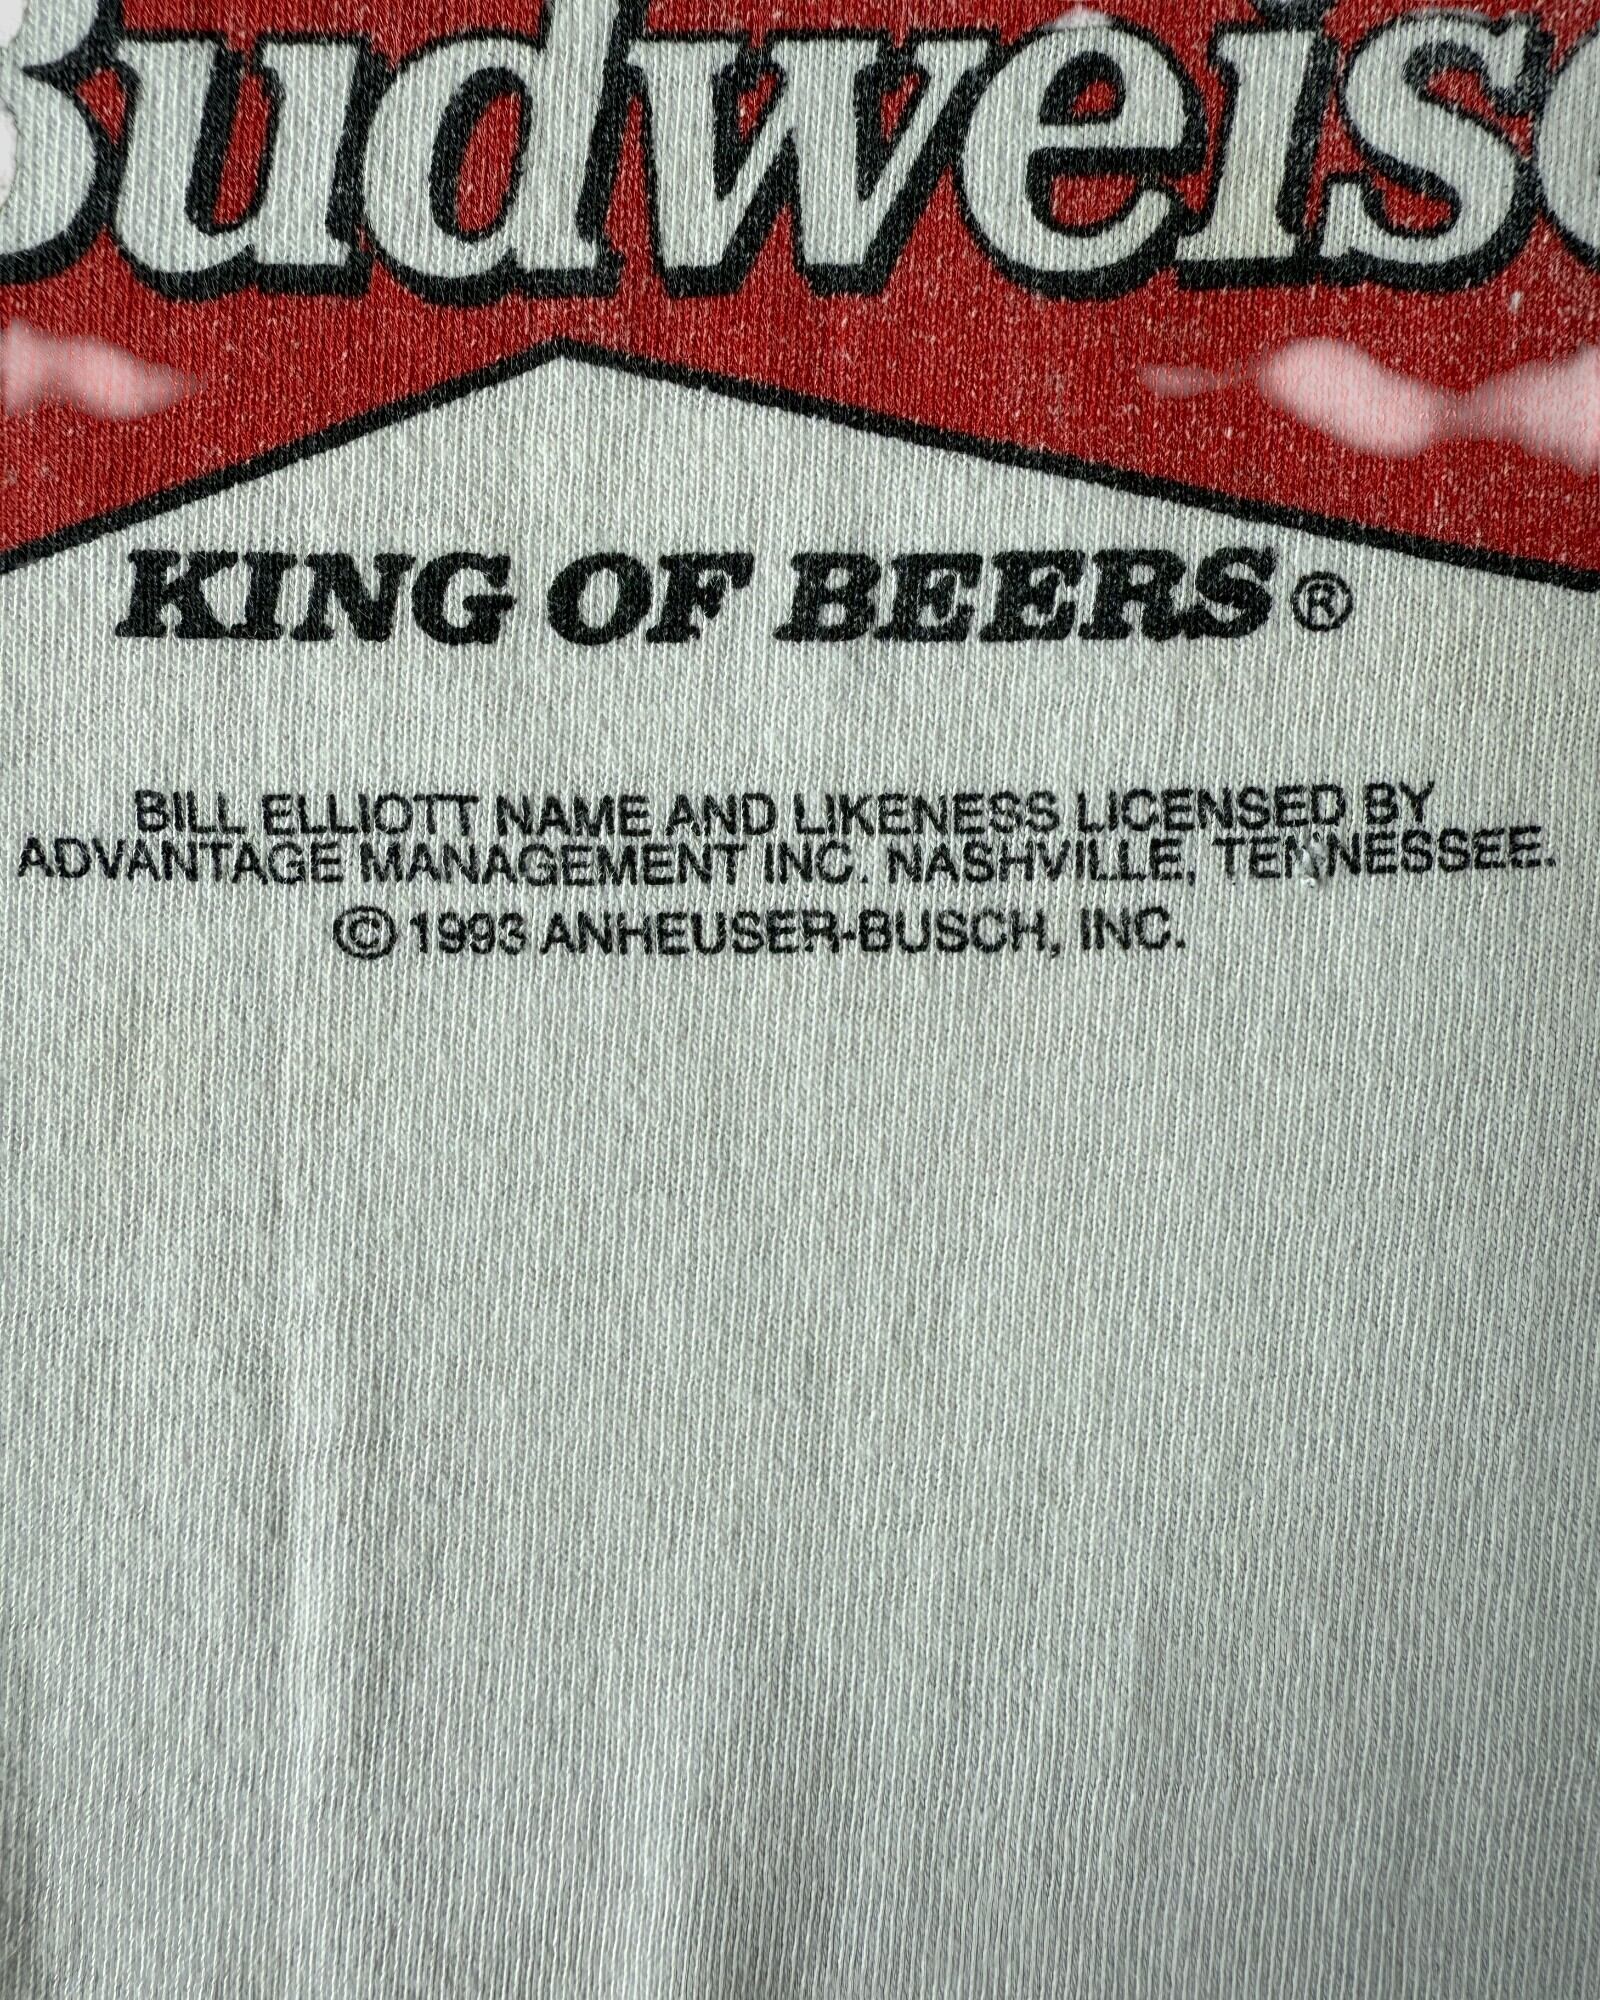 Budweise
KING OF BEERS®
BILL ELLIOTT NAME AND LIKENESS LICENSED BY
ADVANTAGE MANAGEMENT INC. NASHVILLE, TENNESSEE.
© 1993 ANHEUSER-BUSCH, INC.